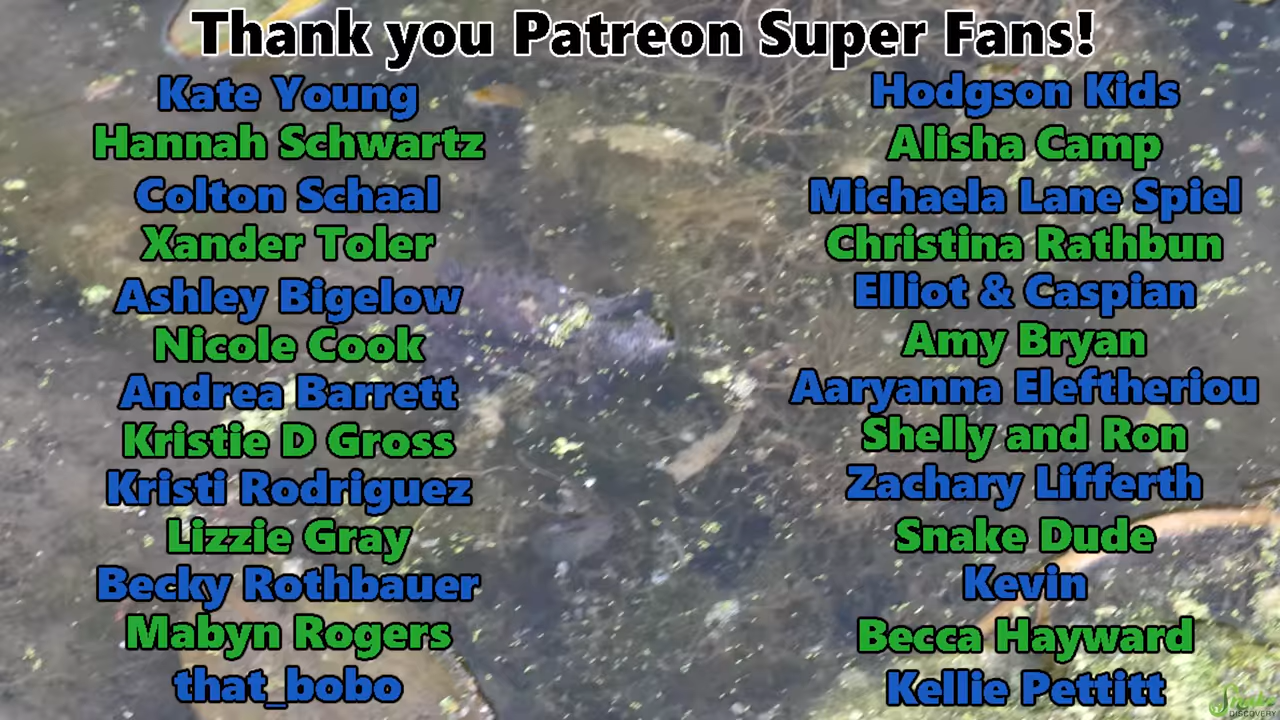 Thank you Patreon Super Fans!
Kate Young
Hannah Schwartz
Colton Schaal
Xander Toler
Ashley Bigelow
Nicole Cook
Andrea Barrett
Kristie D Gross
Kristi Rodriguez
Lizzie Gray
Becky Rothbauer
Mabyn Rogers
that_bobo
Hodgson Kids
Alisha Camp
Michaela Lane Spiel
Christina Rathbun
Elliot & Caspian
Amy Bryan
Aaryanna Eleftheriou
Shelly and Ron
Zachary Lifferth
Snake Dude
Kevin
Becca Hayward
Kellie Pettitt
DISCOVERY